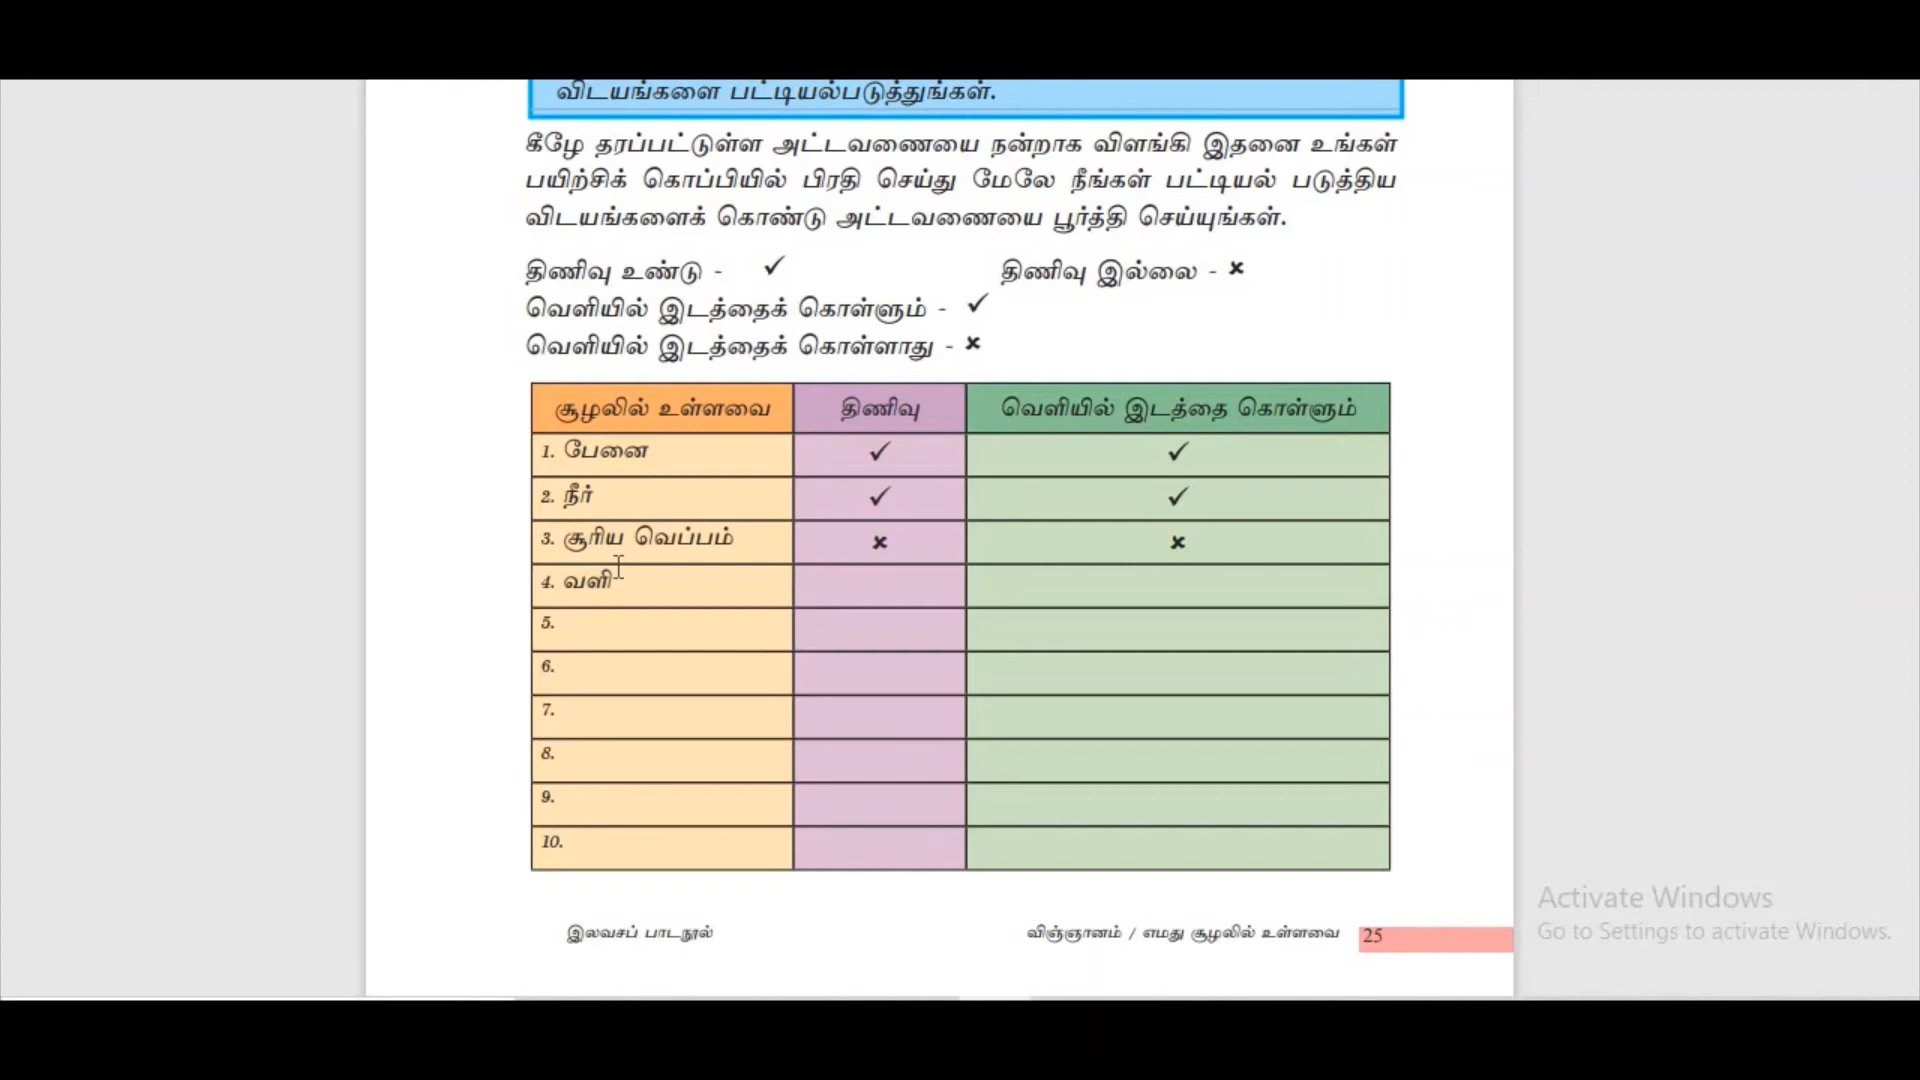 விடயங்களை பட்டியல்படுத்துங்கள்.
கீழே தரப்பட்டுள்ள அட்டவணையை நன்றாக விளங்கி இதனை உங்கள்
பயிற்சிக் கொப்பியில் பிரதி செய்து மேலே நீங்கள் பட்டியல் படுத்திய
விடயங்களைக் கொண்டு அட்டவணையை பூர்த்தி செய்யுங்கள்.
திணிவு உண்டு - ✓ திணிவு இல்லை - ×
வெளியில் இடத்தைக் கொள்ளும் - ✓
வெளியில் இடத்தைக் கொள்ளாது - ×
சூழலில் உள்ளவை திணிவு வெளியில் இடத்தை கொள்ளும்
1. பேனை ✓ ✓
2. நீர் ✓ ✓
3. சூரிய வெப்பம் × ×
4. வளி
5.
6.
7.
8.
9.
10.
இலவசப் பாடநூல் விஞ்ஞானம் / எமது சூழலில் உள்ளவை 25
Activate Windows
Go to Settings to activate Windows.